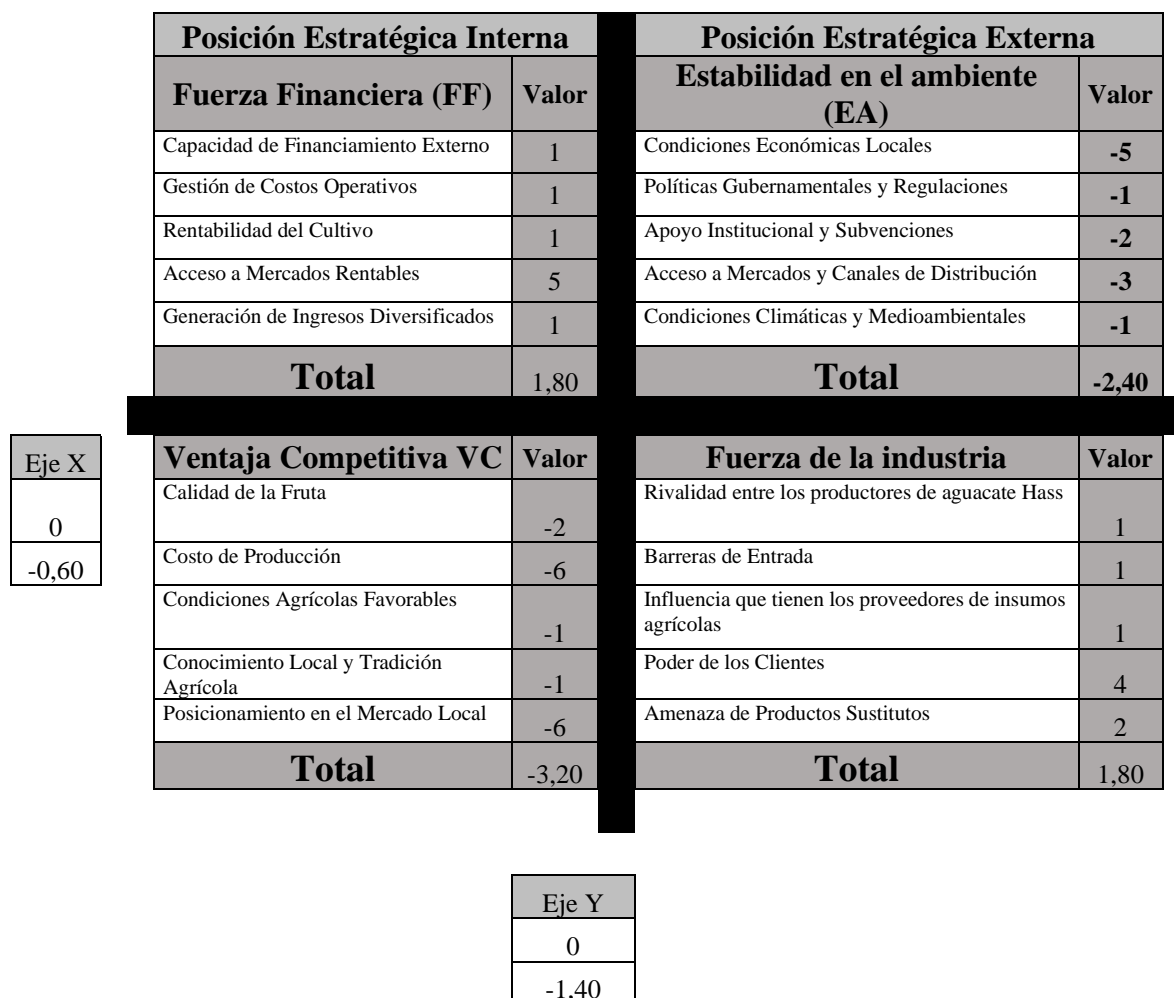 Posición Estratégica Interna
Posición Estratégica Externa
Fuerza Financiera (FF)
Valor
Estabilidad en el ambiente
(EA)
Valor
Capacidad de Financiamiento Externo
1
Condiciones Económicas Locales
-5
Gestión de Costos Operativos
1
Políticas Gubernamentales y Regulaciones
-1
Rentabilidad del Cultivo
1
Apoyo Institucional y Subvenciones
-2
Acceso a Mercados Rentables
5
Acceso a Mercados y Canales de Distribución
-3
Generación de Ingresos Diversificados
1
Condiciones Climáticas y Medioambientales
-1
Total
1,80
Total
-2,40
Eje X
0
-0,60
Ventaja Competitiva VC
Valor
Fuerza de la industria
Valor
Calidad de la Fruta
-2
Rivalidad entre los productores de aguacate Hass
1
Costo de Producción
-6
Barreras de Entrada
1
Condiciones Agrícolas Favorables
-1
Influencia que tienen los proveedores de insumos
agrícolas
1
Conocimiento Local y Tradición
Agrícola
-1
Poder de los Clientes
4
Posicionamiento en el Mercado Local
-6
Amenaza de Productos Sustitutos
2
Total
-3,20
Total
1,80
Eje Y
0
-1,40